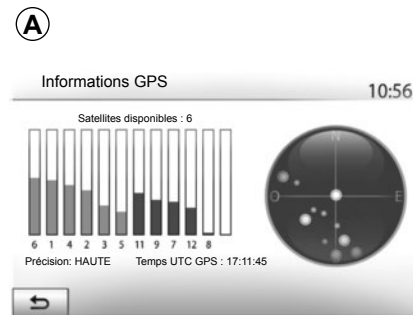 A
Informations GPS
10:56
Satellites disponibles : 6
6 1 4 2 3 5 11 9 7 12 8
Précision: HAUTE Temps UTC GPS : 17:11:45
N
O E